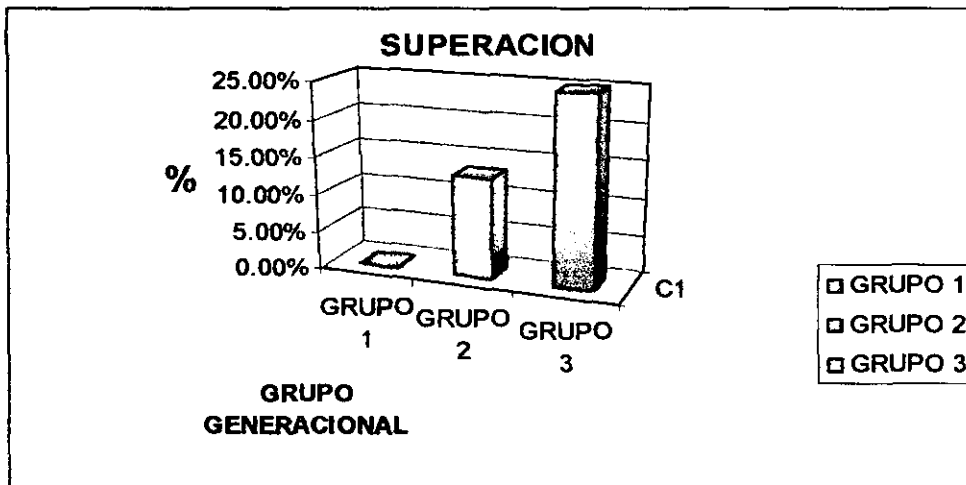 SUPERACION
25.00%
20.00%
15.00%
10.00%
5.00%
0.00%
%
C1
GRUPO
1
GRUPO
2
GRUPO
3
GRUPO
GENERACIONAL
GRUPO 1
GRUPO 2
GRUPO 3